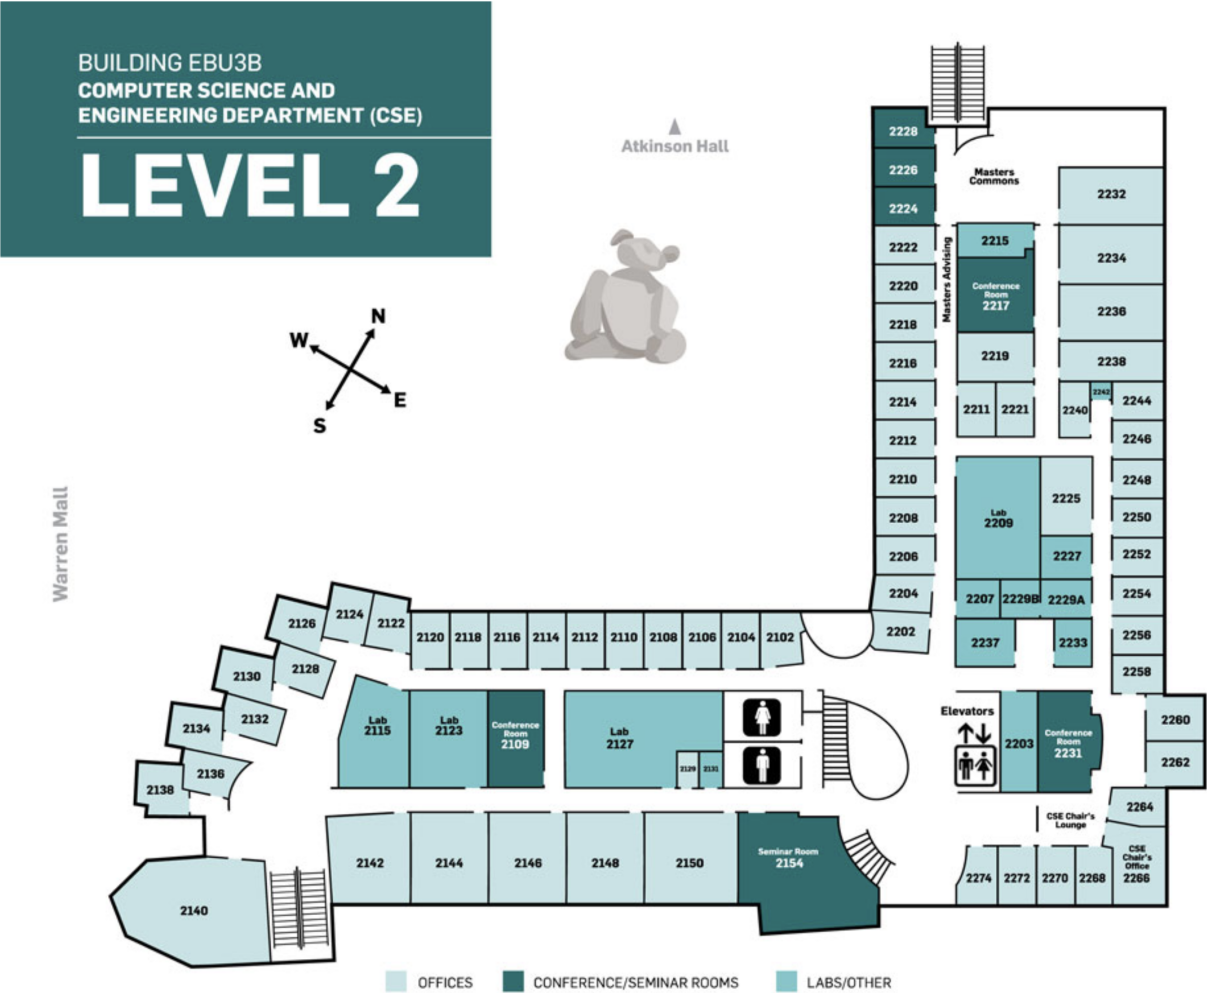 BUILDING EBU3B
COMPUTER SCIENCE AND
ENGINEERING DEPARTMENT (CSE)
LEVEL 2
Atkinson Hall
Warren Mall
N
W
E
S
2228
2226
2224
2222
2220
2218
2216
2214
2212
2210
2208
2206
2204
2202
Masters
Commons
Masters Advising
2215
Conference
Room
2217
2219
2211
2221
2232
2234
2236
2238
2240
2242
2244
2246
2248
2250
2252
2254
2256
2258
2260
2262
2264
Lab
2209
2225
2227
2207
2229B
2229A
2237
2233
Elevators
2203
Conference
Room
2231
CSE Chair's
Lounge
CSE
Chair's
Office
2266
2274
2272
2270
2268
2126
2124
2122
2120
2118
2116
2114
2112
2110
2108
2106
2104
2102
2130
2128
2134
2132
2138
2136
Lab
2115
Lab
2123
Conference
Room
2109
Lab
2127
2129
2131
2140
2142
2144
2146
2148
2150
Seminar Room
2154
OFFICES
CONFERENCE/SEMINAR ROOMS
LABS/OTHER